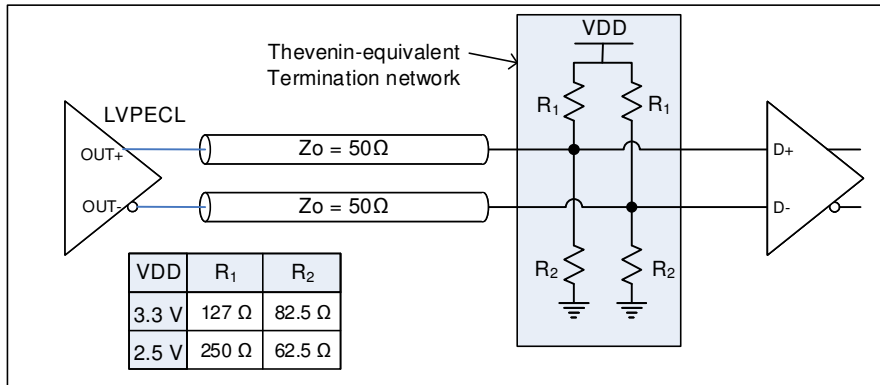 VDD
Thevenin-equivalent
Termination network
R1 R1
LVPECL
OUT+ Zo = 50Ω D+
OUT- Zo = 50Ω D-
R2 R2
VDD R1 R2
3.3 V 127 Ω 82.5 Ω
2.5 V 250 Ω 62.5 Ω